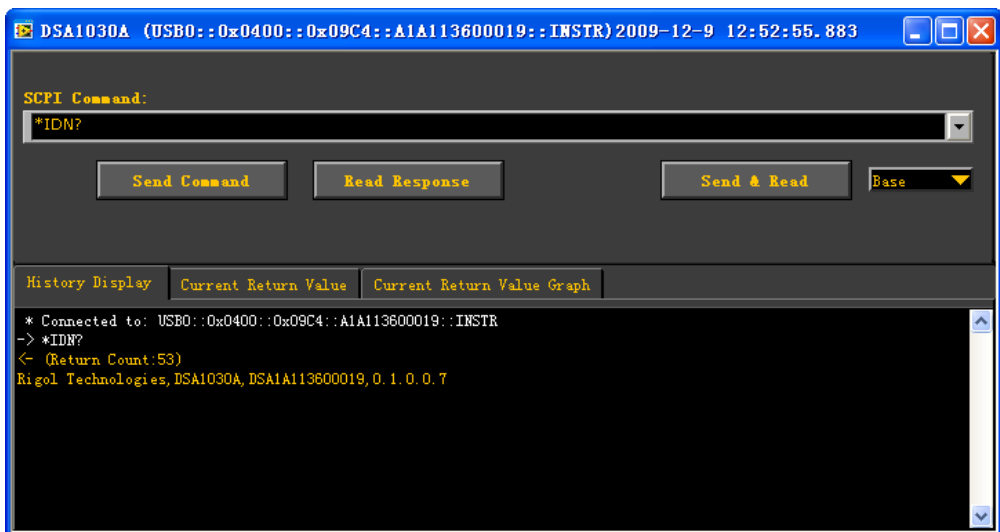 DSA1030A (USB0::0x0400::0x09C4::A1A113600019::INSTR)2009-12-9 12:52:55.883
SCPI Command:
*IDN?
Send Command
Read Response
Send & Read
Base
History Display
Current Return Value
Current Return Value Graph
* Connected to: USB0::0x0400::0x09C4::A1A113600019::INSTR
-> *IDN?
<- (Return Count:53)
Rigol Technologies,DSA1030A,DSA1A113600019,0.1.0.0.7